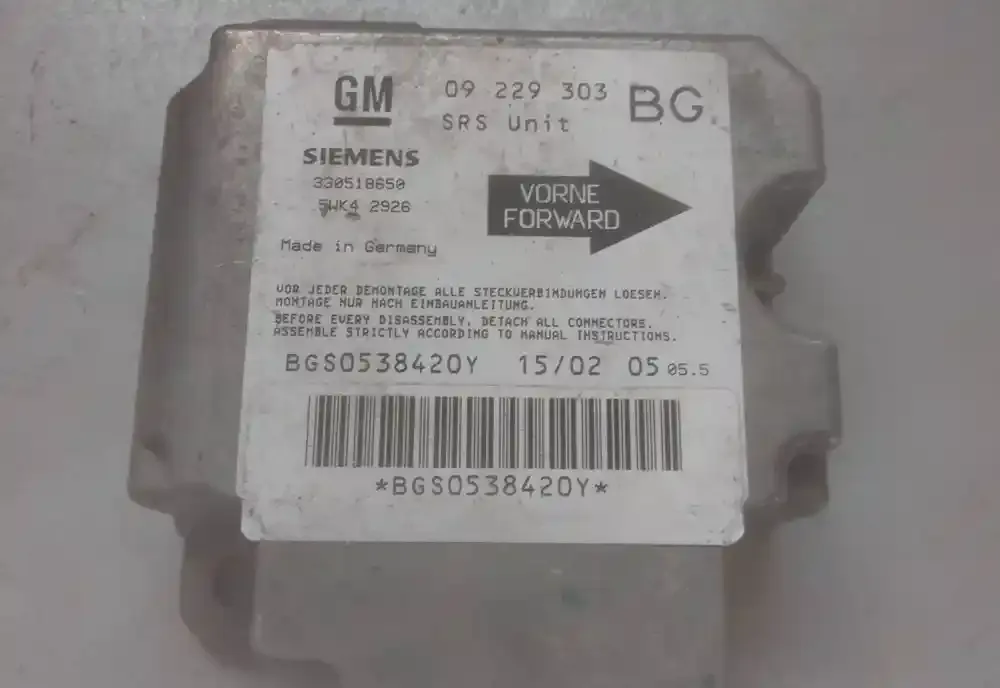 GM 09 229 303 BG
SRS Unit
SIEMENS
330518650
5WK4 2926
VORNE
FORWARD
Made in Germany
VOR JEDER DEMONTAGE ALLE STECKVERBINDUNGEN LOESEN.
MONTAGE NUR NACH EINBAUANLEITUNG.
BEFORE EVERY DISASSEMBLY, DETACH ALL CONNECTORS.
ASSEMBLE STRICTLY ACCORDING TO MANUAL INSTRUCTIONS.
BGS053842OY 15/02 05 05.5
*BGS053842OY*